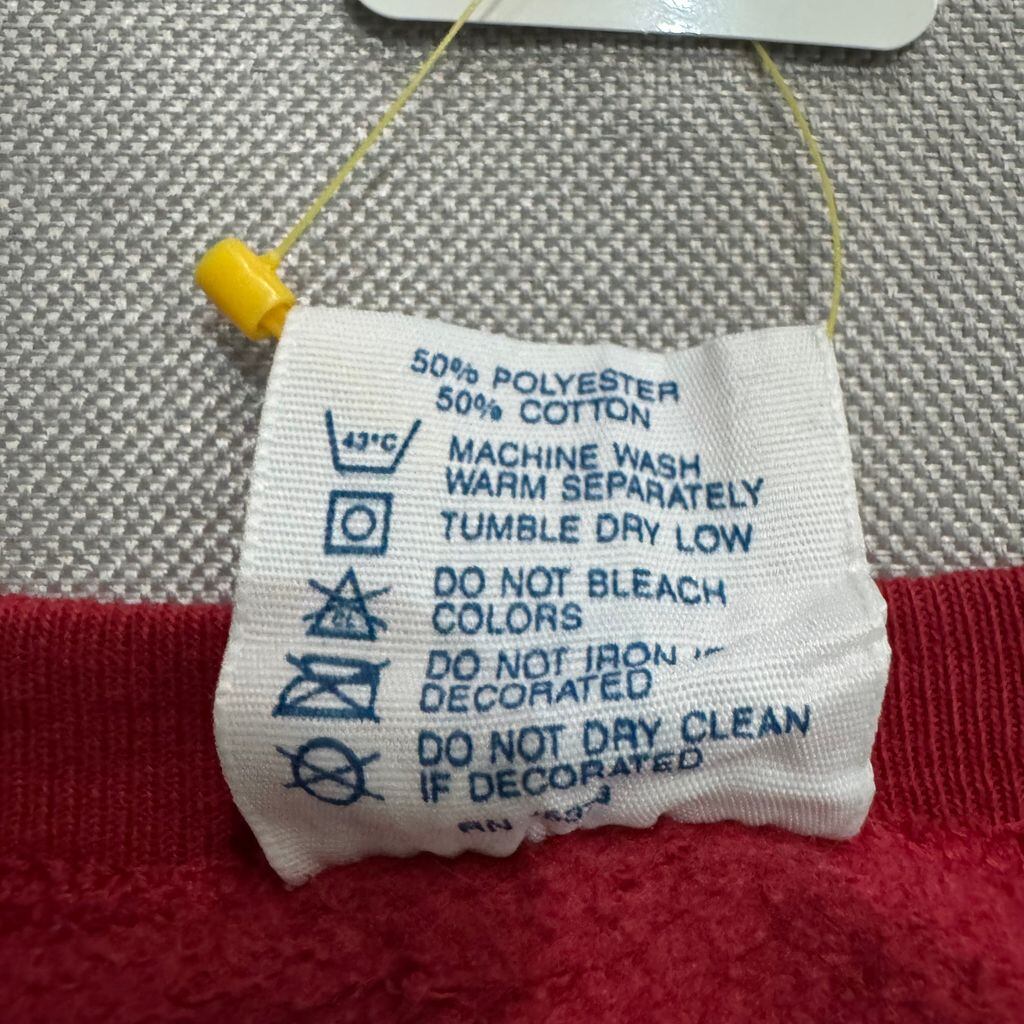 50% POLYESTER
50% COTTON
43°C
MACHINE WASH
WARM SEPARATELY
TUMBLE DRY LOW
DO NOT BLEACH
COLORS
DO NOT IRON
DECORATED
DO NOT DRY CLEAN
IF DECORATED
RN